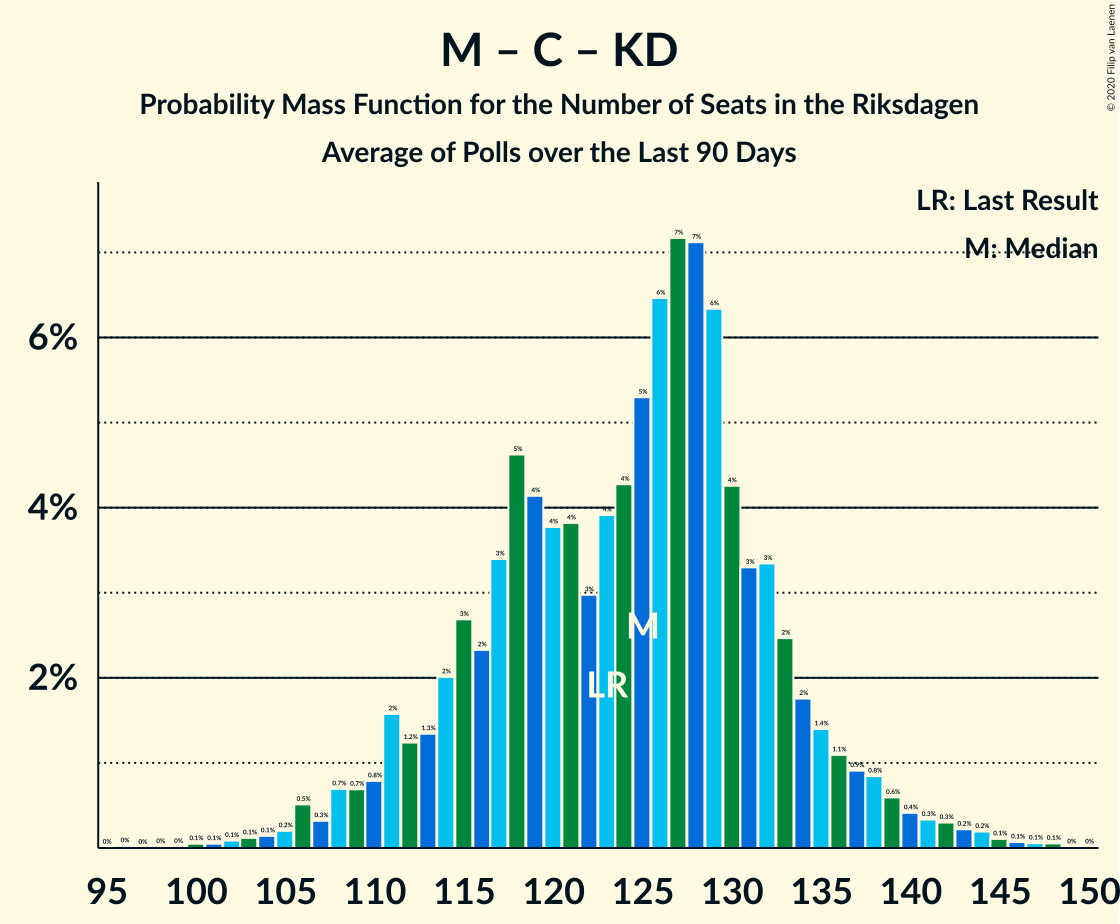 © 2020 Filip van Laenen
M – C – KD
Probability Mass Function for the Number of Seats in the Riksdagen
Average of Polls over the Last 90 Days
LR: Last Result
M: Median
6%
4%
2%
0% 0% 0% 0% 0% 0.1% 0.1% 0.1% 0.1% 0.1% 0.2% 0.5% 0.3% 0.7% 0.7% 0.8% 2% 1.2% 1.3% 2% 3% 2% 3% 5% 4% 4% 4% 3% 4% 4% 5% 6% 7% 7% 6% 4% 3% 3% 2% 2% 1.4% 1.1% 0.9% 0.8% 0.6% 0.4% 0.3% 0.3% 0.2% 0.2% 0.1% 0.1% 0.1% 0.1% 0% 0%
M
LR
95 100 105 110 115 120 125 130 135 140 145 150